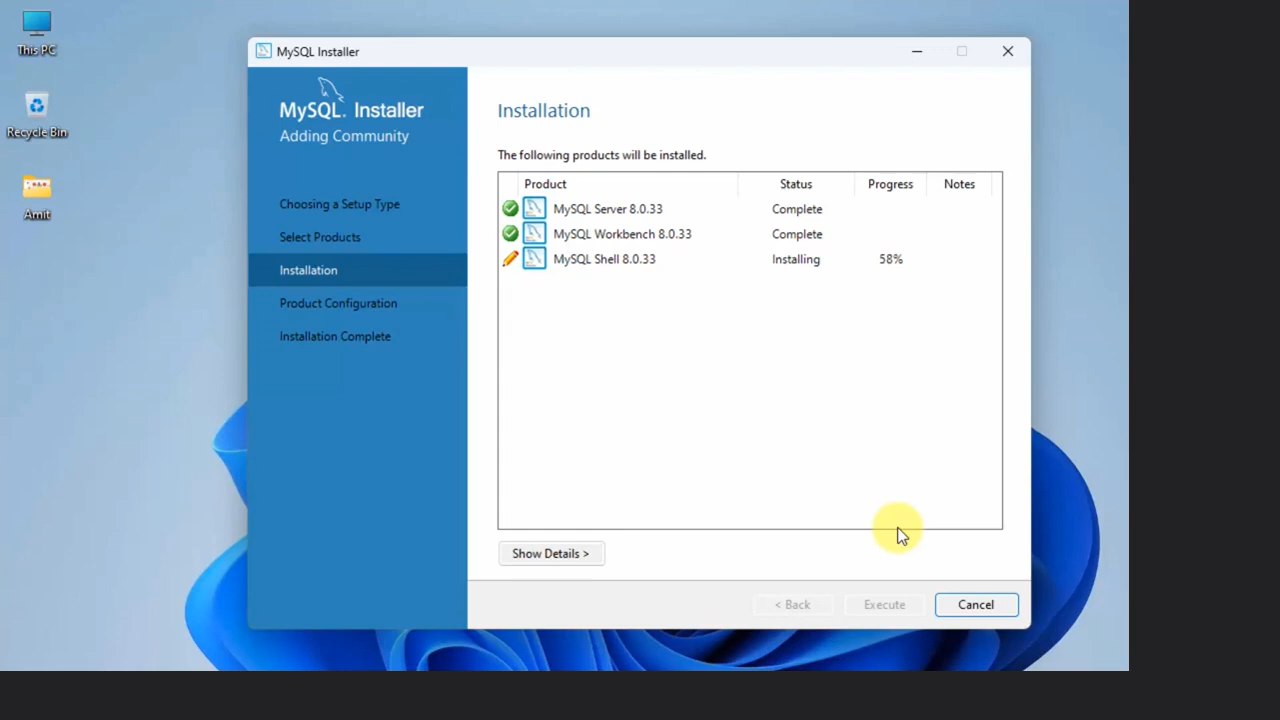 This PC
Recycle Bin
Amit
MySQL Installer
MySQL. Installer
Adding Community
Choosing a Setup Type
Select Products
Installation
Product Configuration
Installation Complete
Installation
The following products will be installed.
Product Status Progress Notes
MySQL Server 8.0.33 Complete
MySQL Workbench 8.0.33 Complete
MySQL Shell 8.0.33 Installing 58%
Show Details >
< Back Execute Cancel